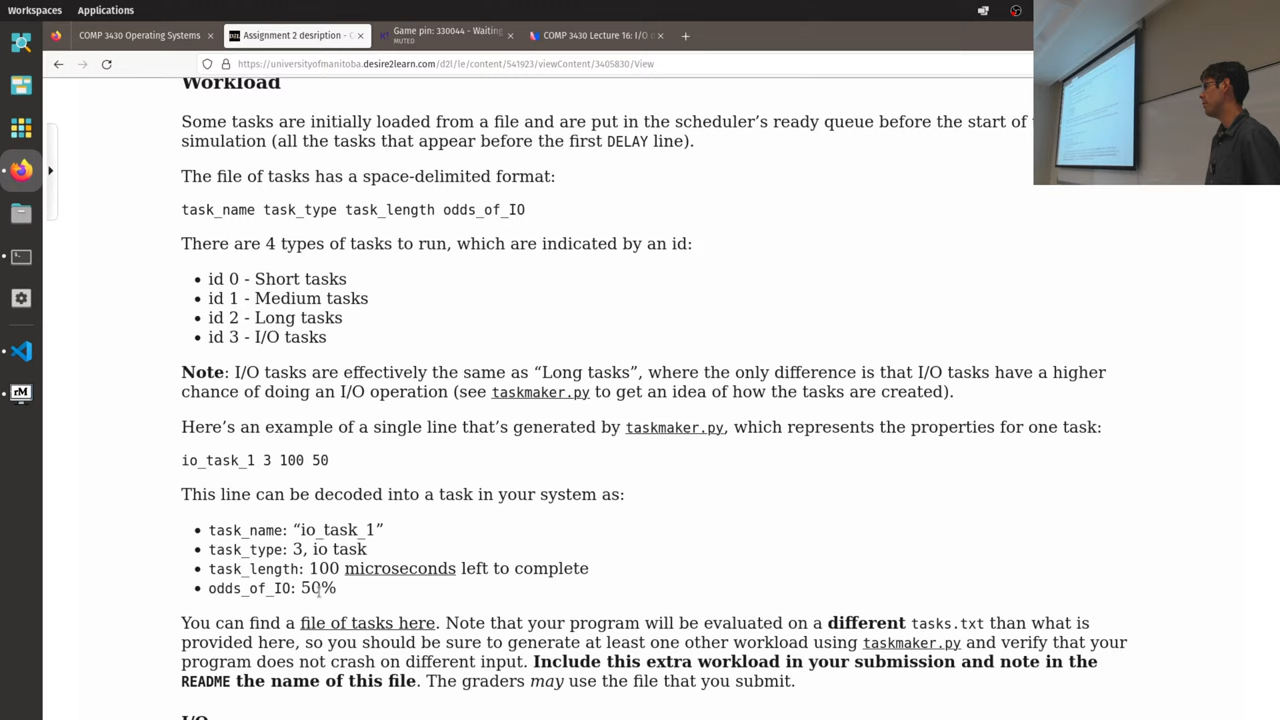 Workspaces Applications
COMP 3430 Operating Systems
Assignment 2 desription - C
Game pin: 330044 - Waiting
MUTED
COMP 3430 Lecture 16: I/O o
https://universityofmanitoba.desire2learn.com/d2l/le/content/541923/viewContent/3405830/View
Workload
Some tasks are initially loaded from a file and are put in the scheduler’s ready queue before the start of
simulation (all the tasks that appear before the first DELAY line).
The file of tasks has a space-delimited format:
task_name task_type task_length odds_of_IO
There are 4 types of tasks to run, which are indicated by an id:
• id 0 - Short tasks
• id 1 - Medium tasks
• id 2 - Long tasks
• id 3 - I/O tasks
Note: I/O tasks are effectively the same as “Long tasks”, where the only difference is that I/O tasks have a higher
chance of doing an I/O operation (see taskmaker.py to get an idea of how the tasks are created).
Here’s an example of a single line that’s generated by taskmaker.py, which represents the properties for one task:
io_task_1 3 100 50
This line can be decoded into a task in your system as:
• task_name: “io_task_1”
• task_type: 3, io task
• task_length: 100 microseconds left to complete
• odds_of_IO: 50%
You can find a file of tasks here. Note that your program will be evaluated on a different tasks.txt than what is
provided here, so you should be sure to generate at least one other workload using taskmaker.py and verify that your
program does not crash on different input. Include this extra workload in your submission and note in the
README the name of this file. The graders may use the file that you submit.
I/O